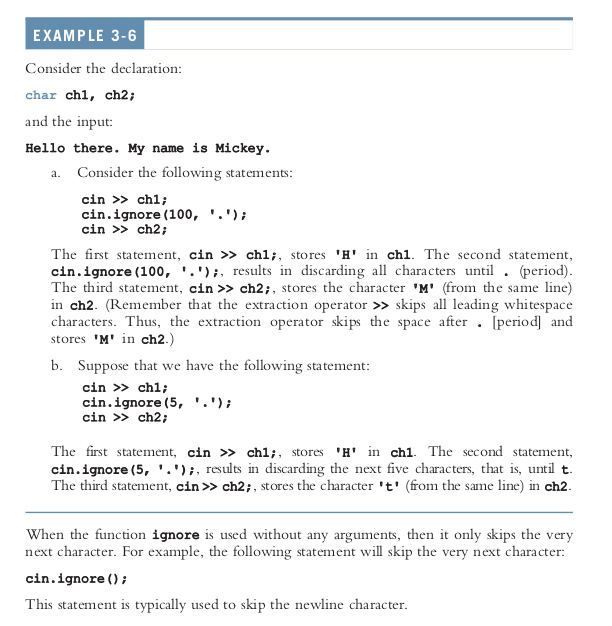 EXAMPLE 3-6
Consider the declaration:
char ch1, ch2;
and the input:
Hello there. My name is Mickey.
a. Consider the following statements:
cin >> ch1;
cin.ignore(100, '.');
cin >> ch2;
The first statement, cin >> ch1;, stores 'H' in ch1. The second statement,
cin.ignore(100, '.');, results in discarding all characters until . (period).
The third statement, cin >> ch2;, stores the character 'M' (from the same line)
in ch2. (Remember that the extraction operator >> skips all leading whitespace
characters. Thus, the extraction operator skips the space after . [period] and
stores 'M' in ch2.)
b. Suppose that we have the following statement:
cin >> ch1;
cin.ignore(5, '.');
cin >> ch2;
The first statement, cin >> ch1;, stores 'H' in ch1. The second statement,
cin.ignore(5, '.');, results in discarding the next five characters, that is, until t.
The third statement, cin >> ch2;, stores the character 't' (from the same line) in ch2.
When the function ignore is used without any arguments, then it only skips the very
next character. For example, the following statement will skip the very next character:
cin.ignore();
This statement is typically used to skip the newline character.